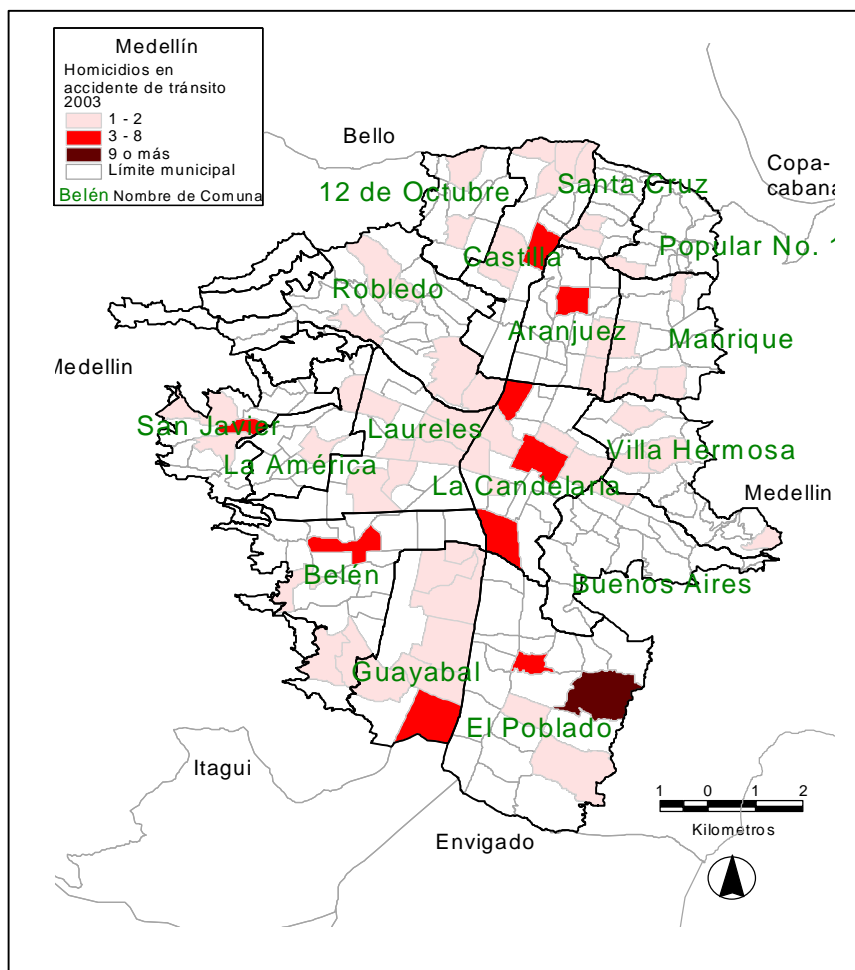 Medellín
Homicidios en
accidente de tránsito
2003
1 - 2
3 - 8
9 o más
Límite municipal
Belén Nombre de Comuna
Bello
Copa-
cabana
12 de Octubre
Santa Cruz
Popular No. 1
Castilla
Robledo
Aranjuez
Manrique
Medellin
San Javier
Laureles
Villa Hermosa
La América
La Candelaria
Medellin
Belén
Buenos Aires
Guayabal
El Poblado
Itagui
1 0 1 2
Kilometros
Envigado